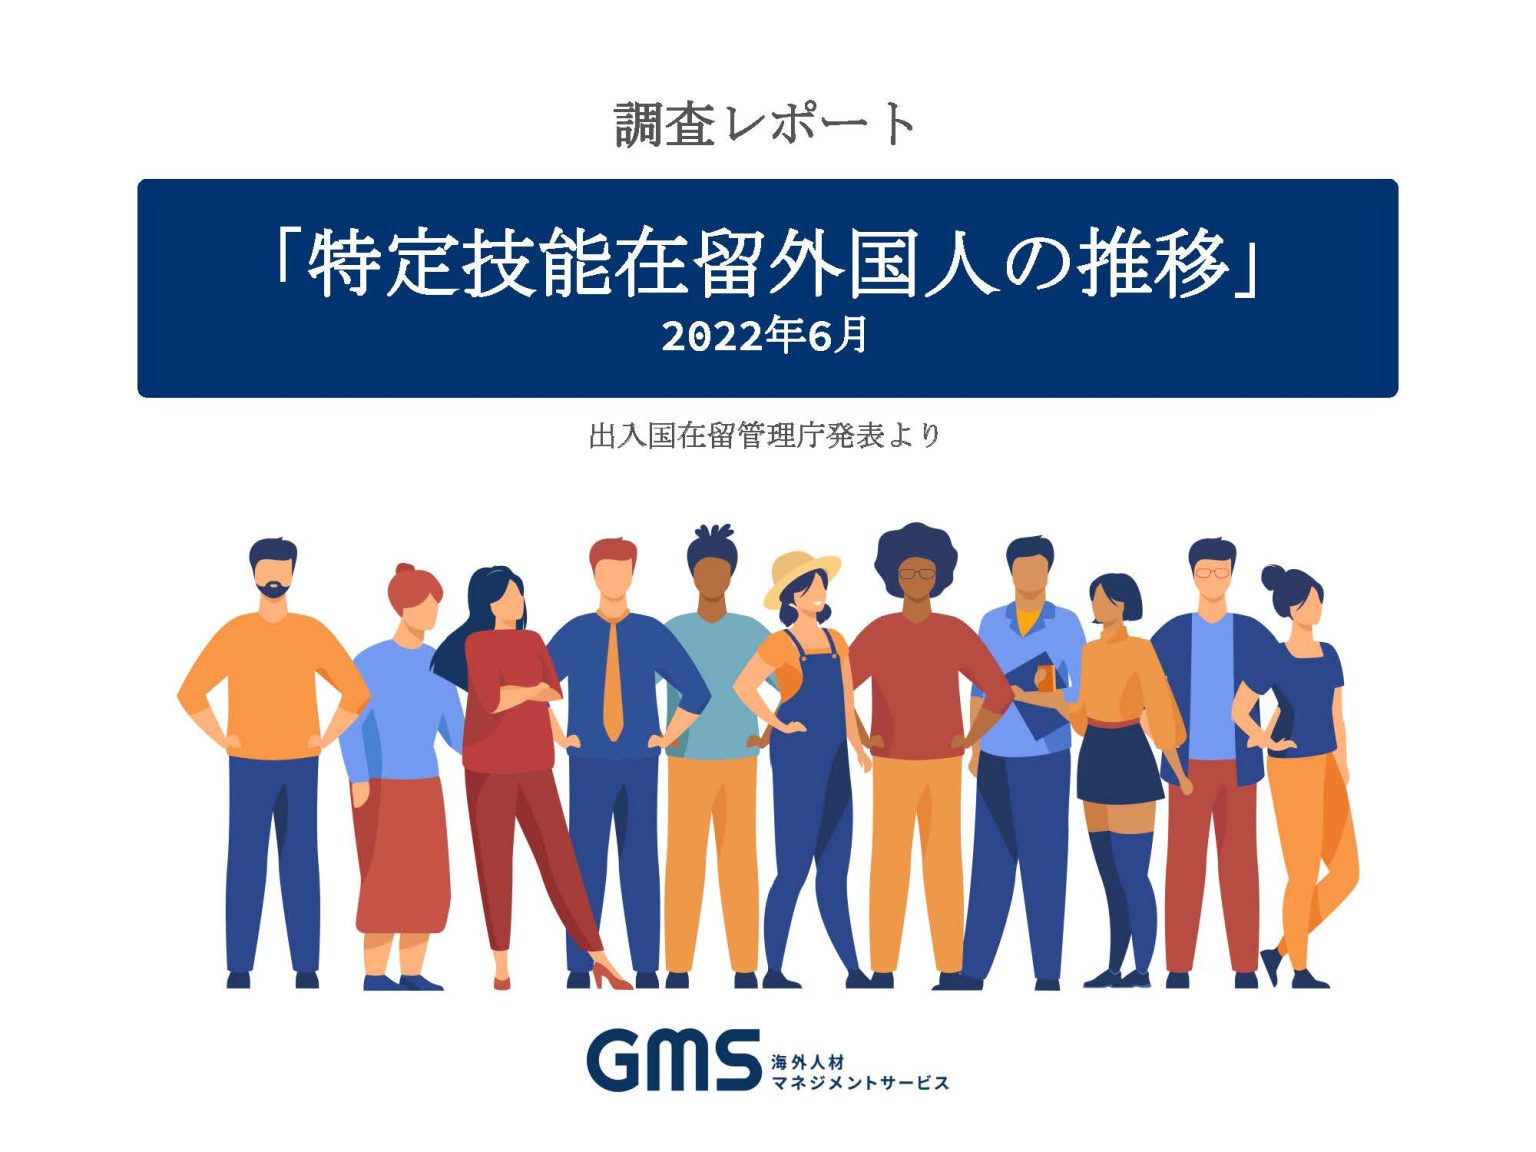 調査レポート
「特定技能在留外国人の推移」
2022年6月
出入国在留管理庁発表より
GMS
海外人材
マネジメントサービス